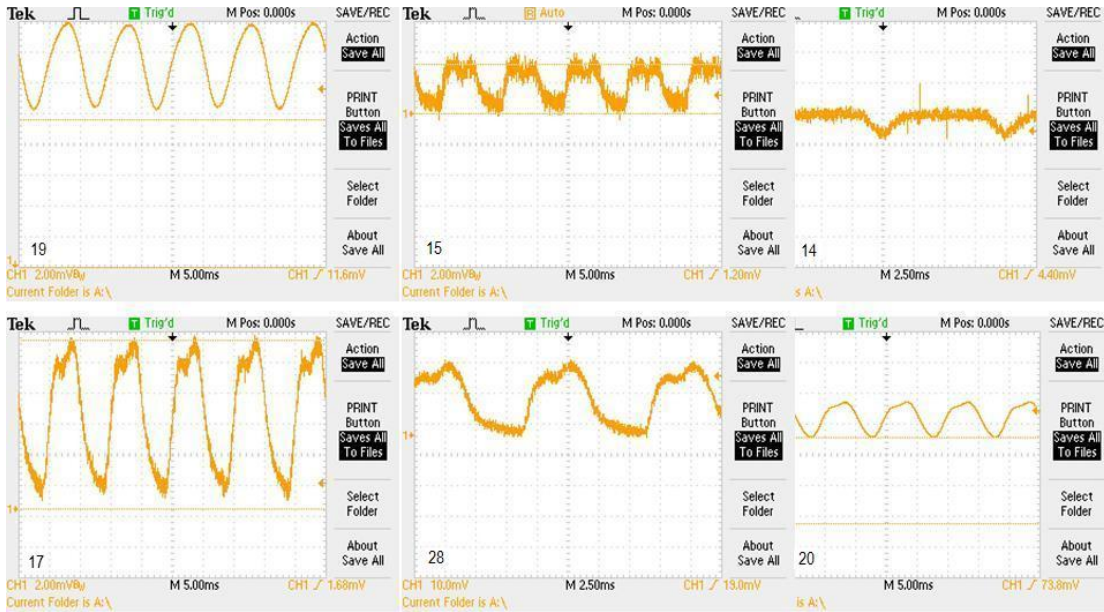 Tek Trig'd M Pos: 0.000s SAVE/REC
Action
Save All
PRINT
Button
Saves All
To Files
Select
Folder
About
Save All
19
1
CH1 2.00mVBW M 5.00ms CH1 11.6mV
Current Folder is A:\
Tek Auto M Pos: 0.000s SAVE/REC
Action
Save All
PRINT
Button
Saves All
To Files
Select
Folder
About
Save All
1
15
CH1 2.00mVBW M 5.00ms CH1 1.20mV
Current Folder is A:\
Trig'd M Pos: 0.000s SAVE/REC
Action
Save All
PRINT
Button
Saves All
To Files
Select
Folder
About
Save All
14
M 2.50ms CH1 4.40mV
s A:\
Tek Trig'd M Pos: 0.000s SAVE/REC
Action
Save All
PRINT
Button
Saves All
To Files
Select
Folder
About
Save All
1
17
CH1 2.00mVBW M 5.00ms CH1 1.68mV
Current Folder is A:\
Tek Trig'd M Pos: 0.000s SAVE/REC
Action
Save All
PRINT
Button
Saves All
To Files
Select
Folder
About
Save All
1
28
CH1 10.0mV M 2.50ms CH1 19.0mV
Current Folder is A:\
Trig'd M Pos: 0.000s SAVE/REC
Action
Save All
PRINT
Button
Saves All
To Files
Select
Folder
About
Save All
20
M 5.00ms CH1 73.8mV
is A:\